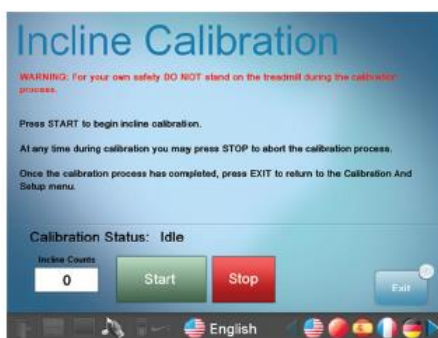 Incline Calibration
WARNING: For your own safety DO NOT stand on the treadmill during the calibration
process.
Press START to begin incline calibration.
At any time during calibration you may press STOP to abort the calibration process.
Once the calibration process has completed, press EXIT to return to the Calibration And
Setup menu.
Calibration Status: Idle
Incline Counts
0
Start
Stop
Exit
English